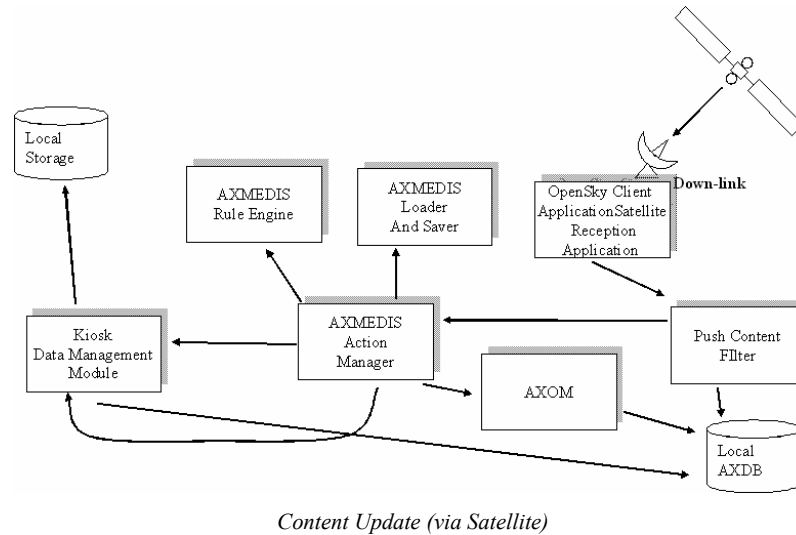 Local
Storage
AXMEDIS
Rule Engine
AXMEDIS
Loader
And Saver
Down-link
OpenSky Client
ApplicationSatellite
Reception
Application
Kiosk
Data Management
Module
AXMEDIS
Action
Manager
Push Content
FIlter
AXOM
Local
AXDB
Content Update (via Satellite)